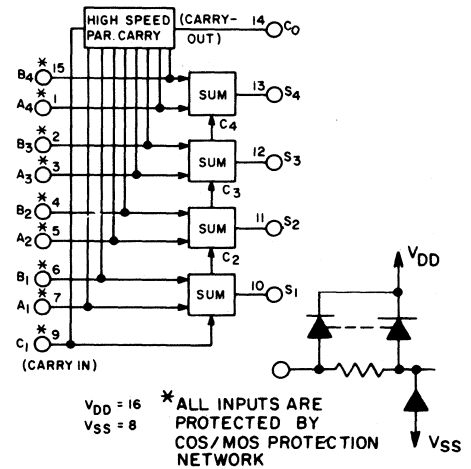 HIGH SPEED
PAR. CARRY
(CARRY-
OUT)
14
C0
* B4 15
13
S4
SUM
* A4 1
C4
* B3 2
12
S3
SUM
* A3 3
C3
* B2 4
11
S2
SUM
* A2 5
C2
* B1 6
10
S1
SUM
* A1 7
* C1 9
(CARRY IN)
VDD
VSS
VDD = 16
VSS = 8
* ALL INPUTS ARE
PROTECTED BY
COS/MOS PROTECTION
NETWORK